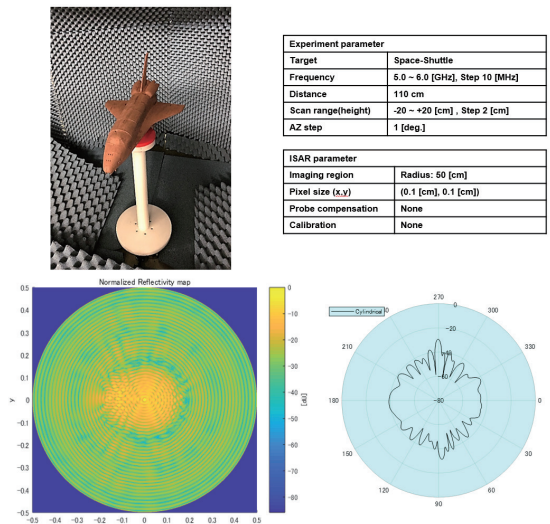 Experiment parameter
Target Space-Shuttle
Frequency 5.0 ~ 6.0 [GHz], Step 10 [MHz]
Distance 110 cm
Scan range(height) -20 ~ +20 [cm] , Step 2 [cm]
AZ step 1 [deg.]
ISAR parameter
Imaging region Radius: 50 [cm]
Pixel size (x,y) (0.1 [cm], 0.1 [cm])
Probe compensation None
Calibration None
Normalized Reflectivity map
0.5
0.4
0.3
0.2
0.1
0
-0.1
-0.2
-0.3
-0.4
-0.5
y
-0.5 -0.4 -0.3 -0.2 -0.1 0 0.1 0.2 0.3 0.4 0.5
0
-10
-20
-30
-40
-50
-60
-70
-80
Cylindrical
270
300
330
0
30
60
90
120
150
180
210
0
-20
-60
-80